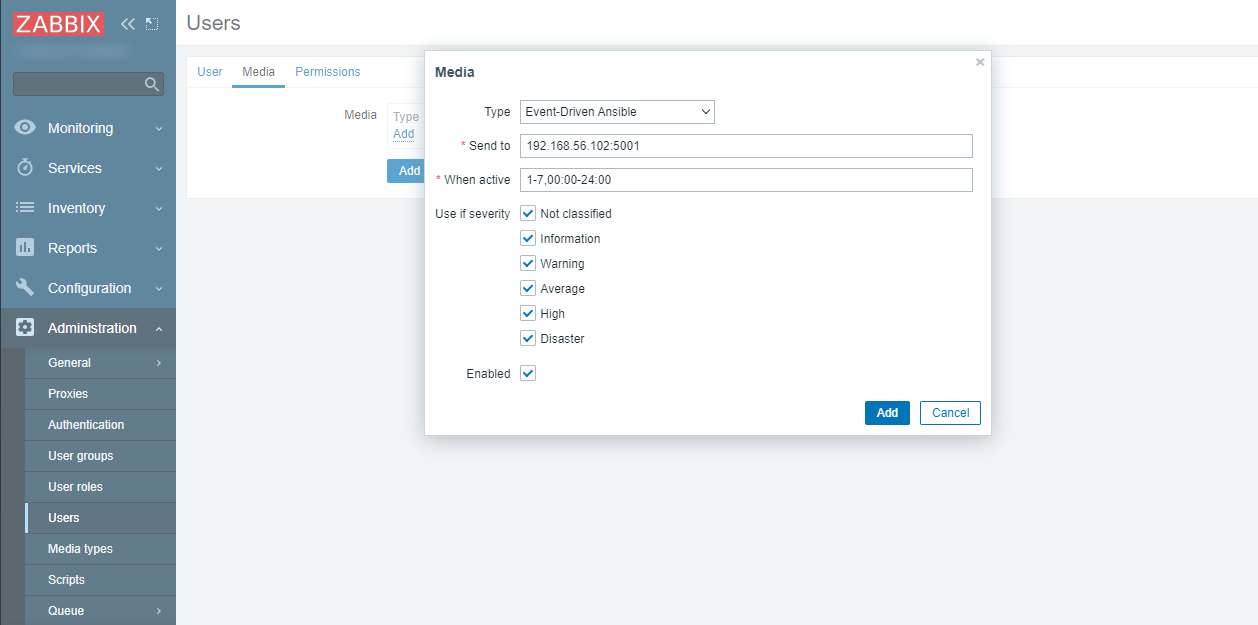 ZABBIX
Monitoring
Services
Inventory
Reports
Configuration
Administration
General
Proxies
Authentication
User groups
User roles
Users
Media types
Scripts
Queue
Users
User Media Permissions
Media
Type
Add
Add
Media
Type Event-Driven Ansible
* Send to 192.168.56.102:5001
* When active 1-7,00:00-24:00
Use if severity Not classified
Information
Warning
Average
High
Disaster
Enabled
Add Cancel